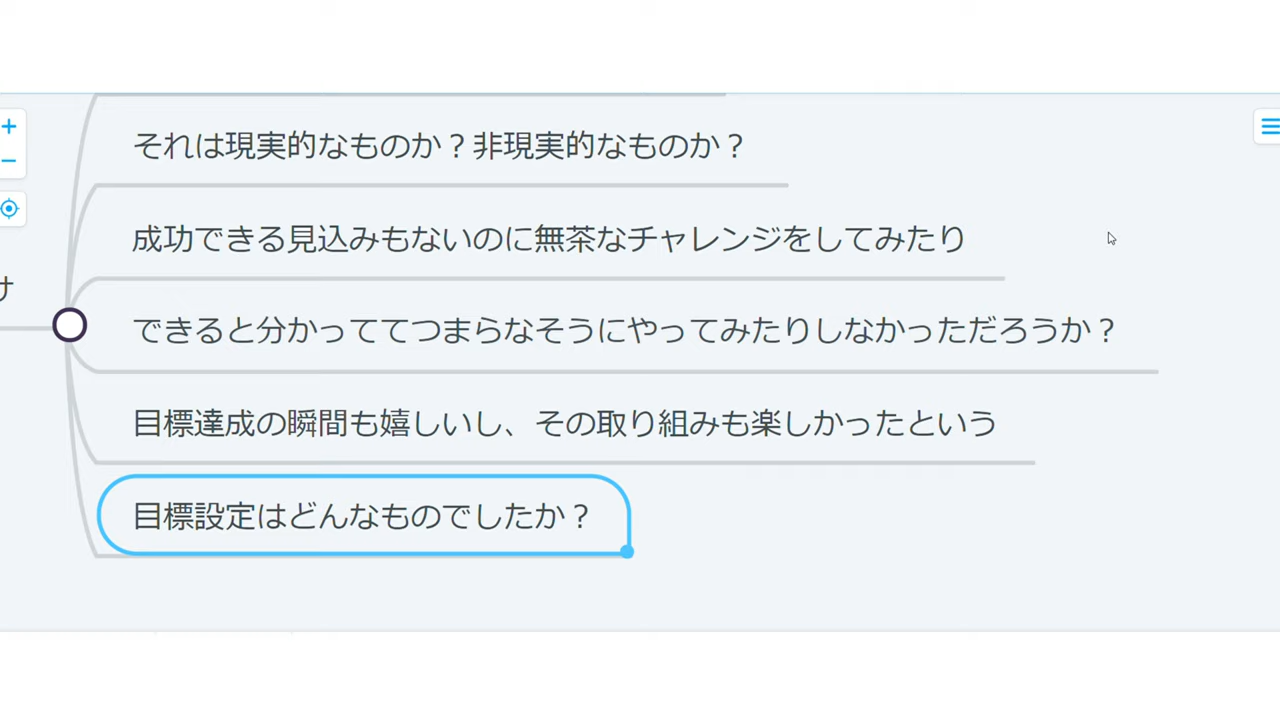 それは現実的なものか？非現実的なものか？
成功できる見込みもないのに無茶なチャレンジをしてみたり
できると分かっててつまらなそうにやってみたりしなかっただろうか？
目標達成の瞬間も嬉しいし、その取り組みも楽しかったという
目標設定はどんなものでしたか？